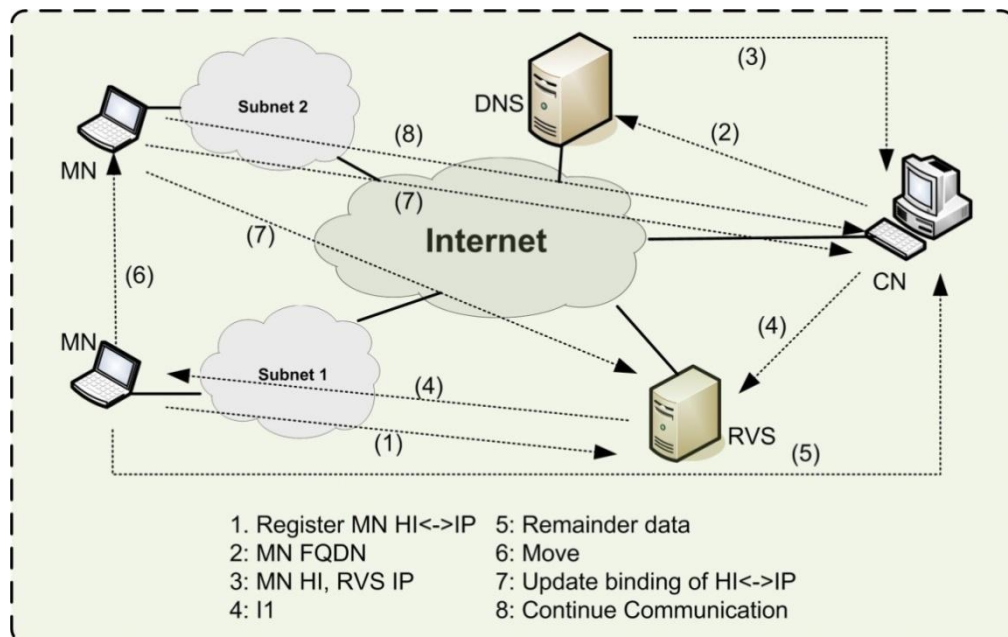 (3)
DNS
Subnet 2
(8)
(2)
MN
(7)
(7)
Internet
CN
(6)
(4)
MN
Subnet 1
(4)
(1)
RVS
(5)
1. Register MN HI<->IP
2: MN FQDN
3: MN HI, RVS IP
4: I1
5: Remainder data
6: Move
7: Update binding of HI<->IP
8: Continue Communication